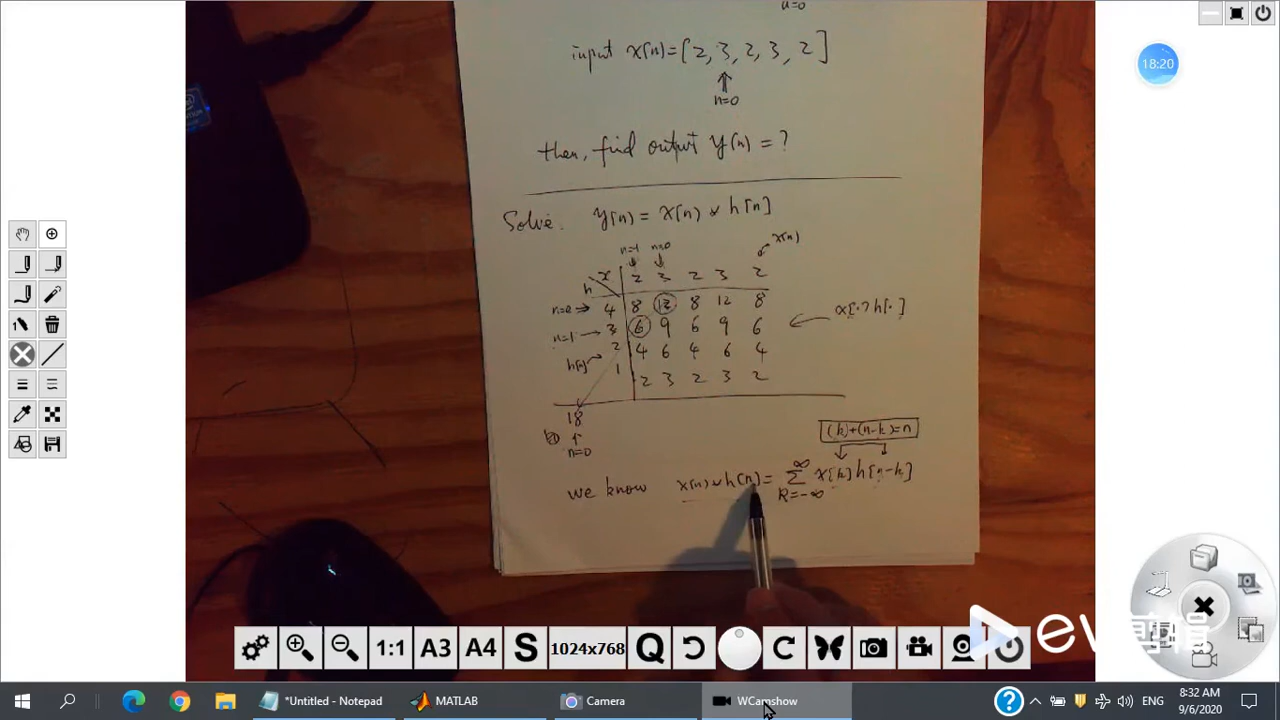 n=0
18:20
input x[n]=[2, 3, 2, 3, 2]
n=0
then, find output y[n] = ?
Solve. y[n] = x[n] * h[n]
n=-1 n=0 x[n]
h x 2 3 2 3 2
n=0 → 4 8 12 8 12 8
n=1 → 3 6 9 6 9 6
x[·] h[·]
h[n] 2 4 6 4 6 4
1 2 3 2 3 2
18
n=0
(k)+(n-k)=n
we know x[n] * h[n] = ∑ x[k] h[n-k]
k=-∞ ∞
1:1 A3 A4 S 1024x768 Q
*Untitled - Notepad MATLAB Camera WCamshow ENG 8:32 AM
9/6/2020